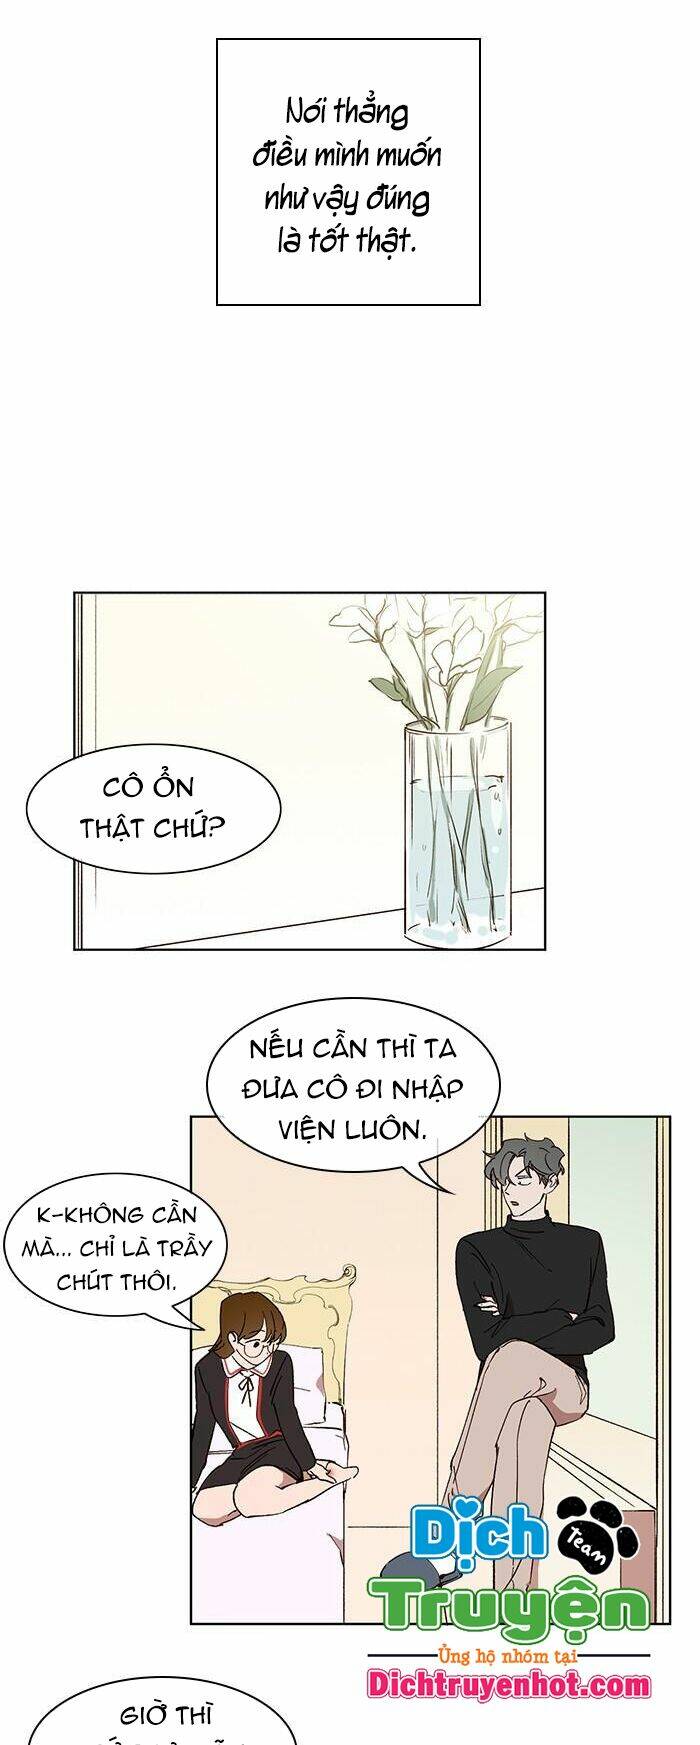 Nói thẳng
điều mình muốn
như vậy đúng
là tốt thật.
CÔ ỔN
THẬT CHỨ?
NẾU CẦN THÌ TA
ĐƯA CÔ ĐI NHẬP
VIỆN LUÔN.
K-KHÔNG CẦN
MÀ... CHỈ LÀ TRẦY
CHÚT THÔI.
Dịch
Team
Truyện
Ủng hộ nhóm tại
Dichtruyenhot.com
GIỜ THÌ